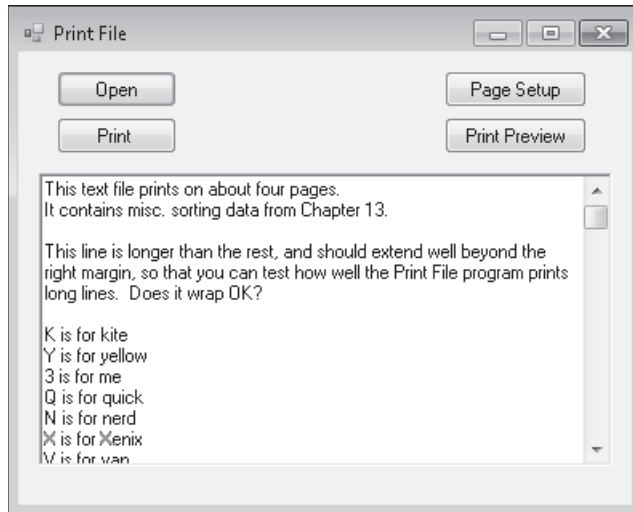 Print File
Open
Page Setup
Print
Print Preview
This text file prints on about four pages.
It contains misc. sorting data from Chapter 13.
This line is longer than the rest, and should extend well beyond the
right margin, so that you can test how well the Print File program prints
long lines.  Does it wrap OK?
K is for kite
Y is for yellow
3 is for me
Q is for quick
N is for nerd
X is for Xenix
V is for van